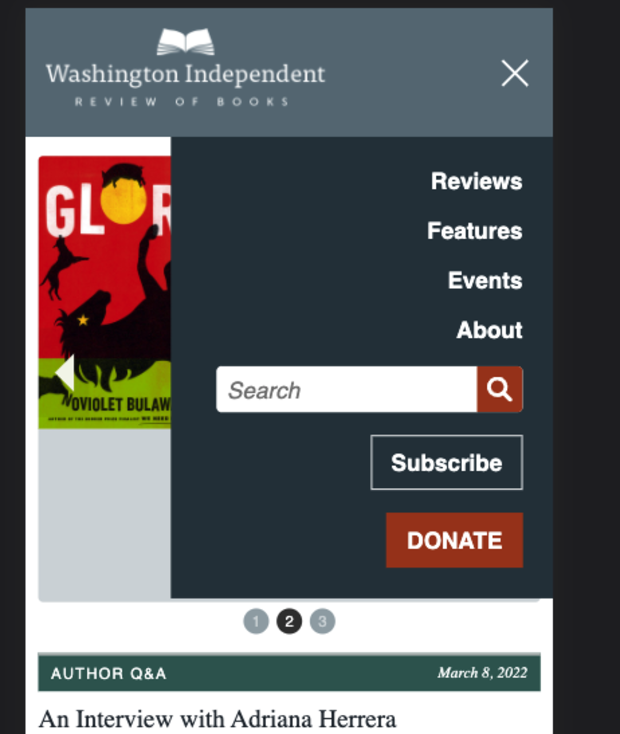 Washington Independent
REVIEW OF BOOKS
GLOR
Reviews
Features
Events
About
NOVIOLET BULAW
Search
Subscribe
DONATE
1 2 3
AUTHOR Q&A
March 8, 2022
An Interview with Adriana Herrera